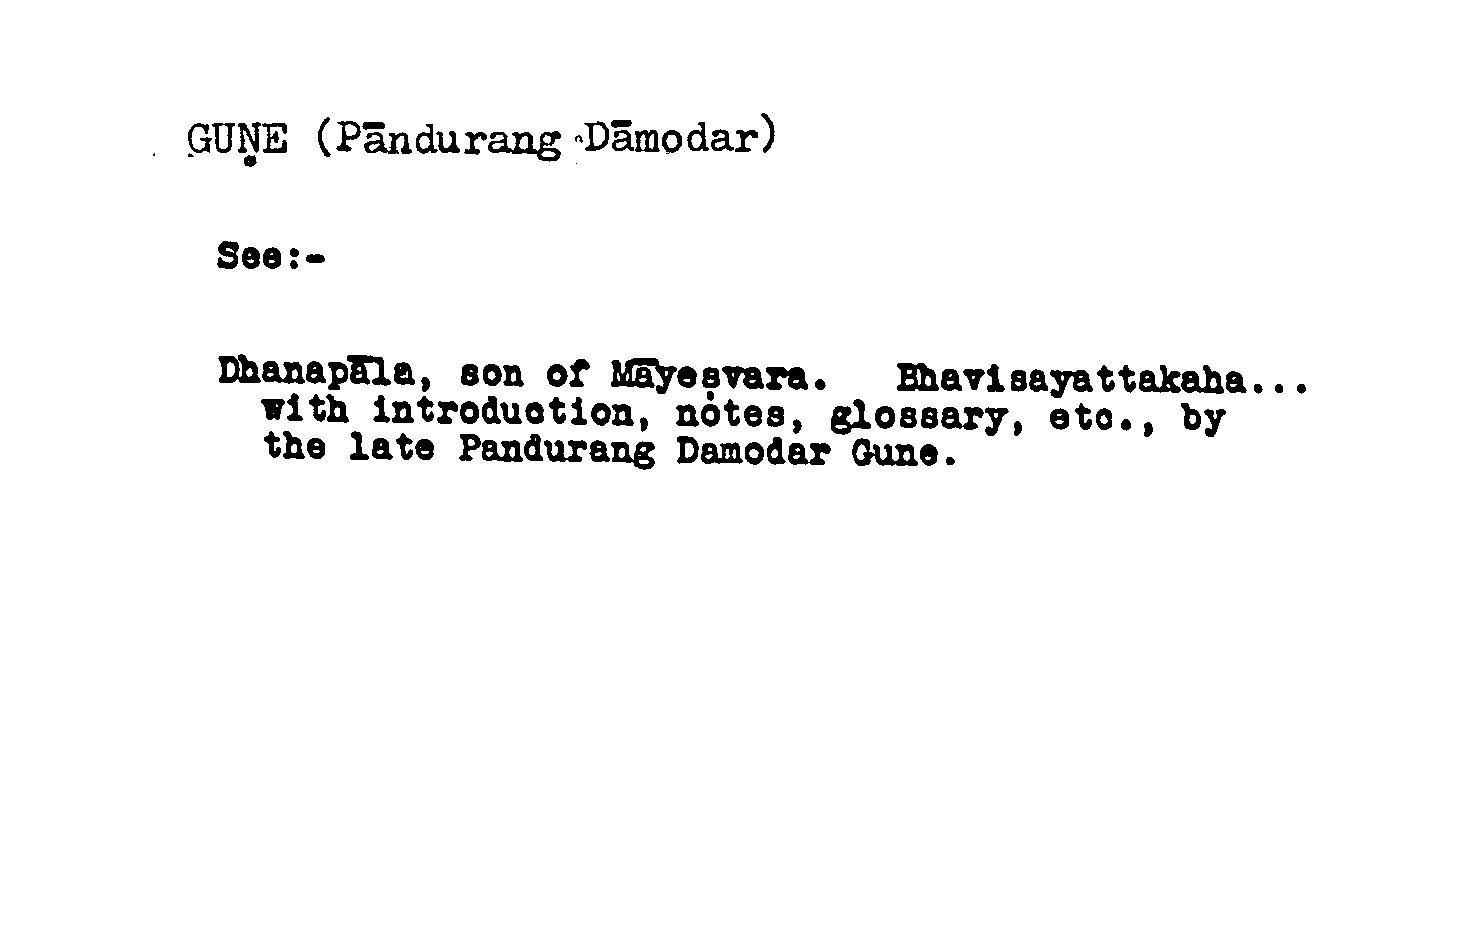 GUṆE (Pāndurang Dāmodar)
See:-
Dhanapāla, son of Māyeṣvara. Bhavisayattakaha...
with introduction, notes, glossary, etc., by
the late Pandurang Damodar Gune.